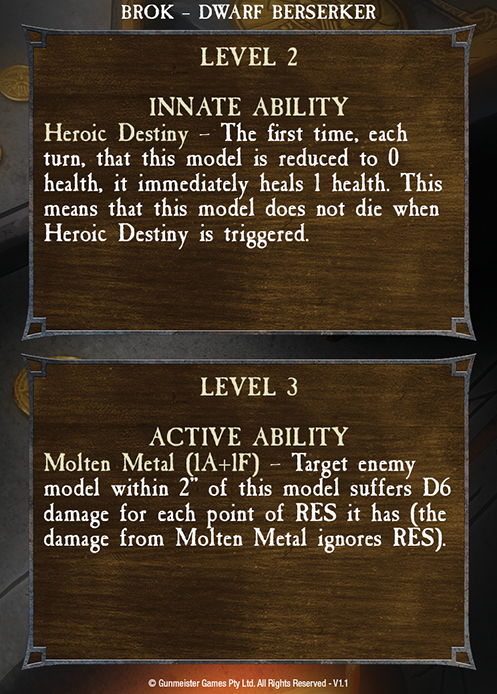 BROK - DWARF BERSERKER
LEVEL 2
INNATE ABILITY
Heroic Destiny - The first time, each
turn, that this model is reduced to 0
health, it immediately heals 1 health. This
means that this model does not die when
Heroic Destiny is triggered.
LEVEL 3
ACTIVE ABILITY
Molten Metal (1A+1F) - Target enemy
model within 2" of this model suffers D6
damage for each point of RES it has (the
damage from Molten Metal ignores RES).
© Gunmeister Games Pty Ltd. All Rights Reserved - V1.1